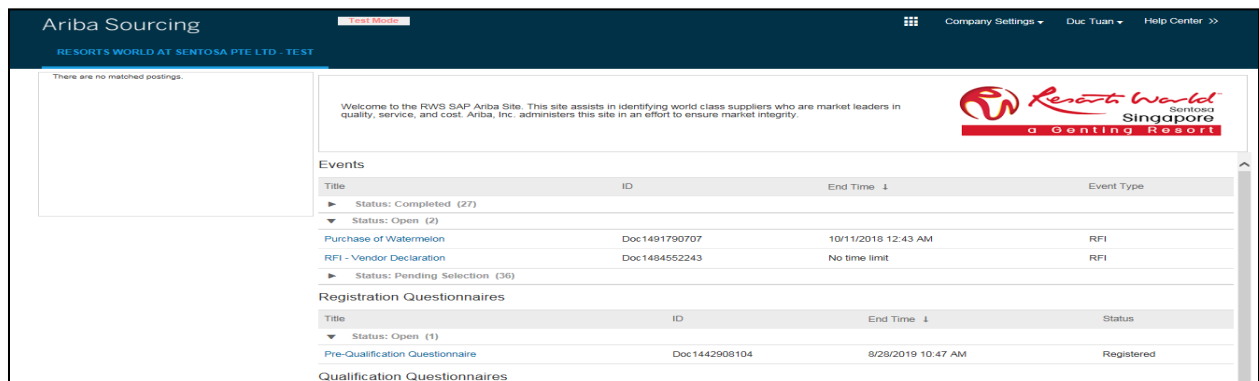 Ariba Sourcing
Test Mode
Company Settings
Duc Tuan
Help Center >>
RESORTS WORLD AT SENTOSA PTE LTD - TEST
There are no matched postings.
Welcome to the RWS SAP Ariba Site. This site assists in identifying world class suppliers who are market leaders in
quality, service, and cost. Ariba, Inc. administers this site in an effort to ensure market integrity.
Resorts World
Sentosa
Singapore
a Genting Resort
Events
Title ID End Time ↓ Event Type
Status: Completed (27)
Status: Open (2)
Purchase of Watermelon Doc1491790707 10/11/2018 12:43 AM RFI
RFI - Vendor Declaration Doc1484552243 No time limit RFI
Status: Pending Selection (36)
Registration Questionnaires
Title ID End Time ↓ Status
Status: Open (1)
Pre-Qualification Questionnaire Doc1442908104 8/28/2019 10:47 AM Registered
Qualification Questionnaires